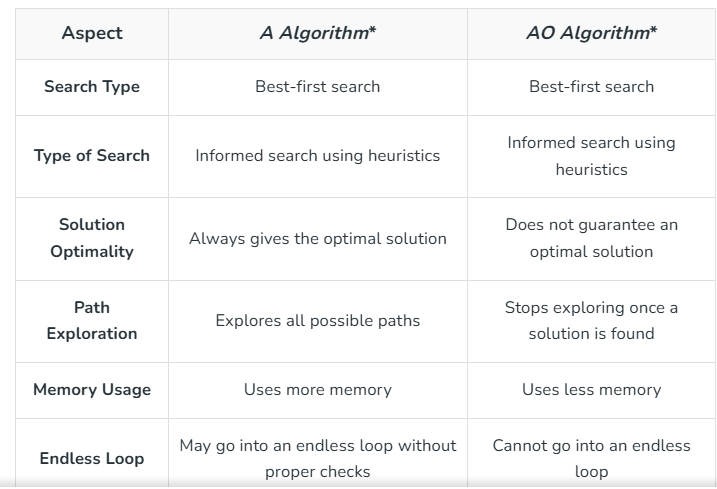 Aspect A Algorithm* AO Algorithm*
Search Type Best-first search Best-first search
Type of Search Informed search using heuristics Informed search using
heuristics
Solution
Optimality Always gives the optimal solution Does not guarantee an
optimal solution
Path
Exploration Explores all possible paths Stops exploring once a
solution is found
Memory Usage Uses more memory Uses less memory
Endless Loop May go into an endless loop without
proper checks Cannot go into an endless
loop